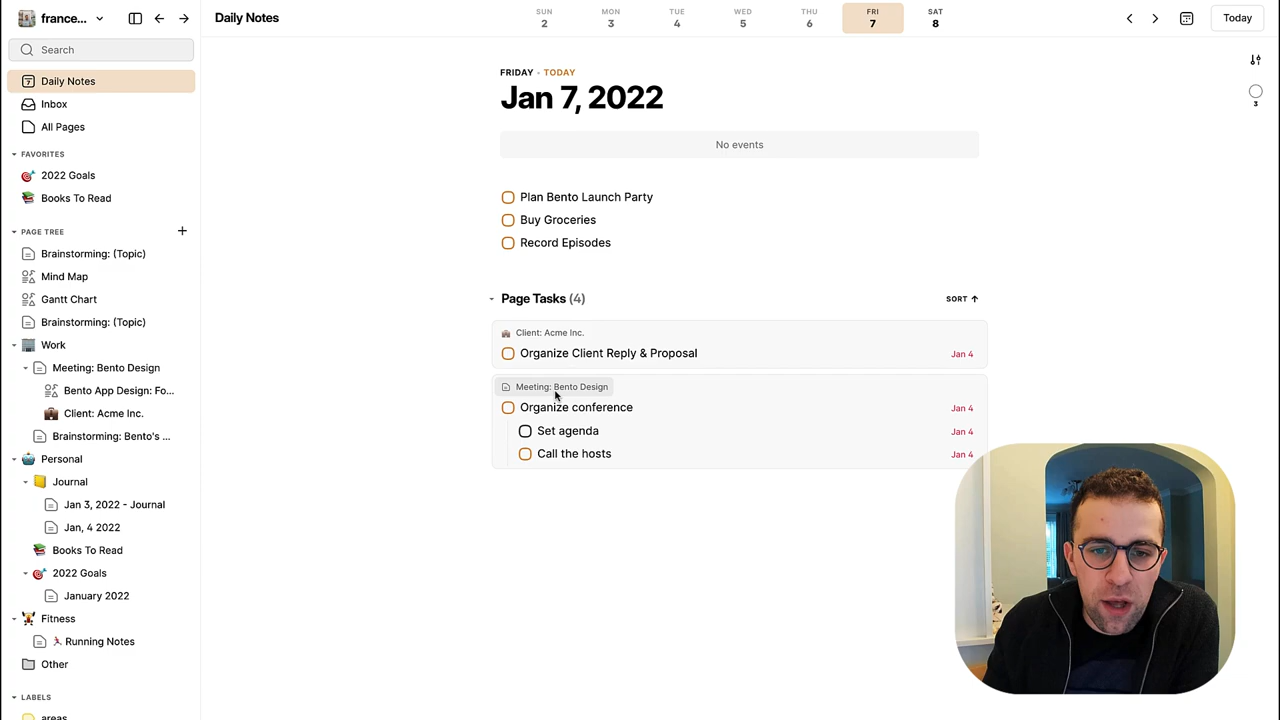 france...
Search
Daily Notes
Inbox
All Pages
FAVORITES
2022 Goals
Books To Read
PAGE TREE
Brainstorming: (Topic)
Mind Map
Gantt Chart
Brainstorming: (Topic)
Work
Meeting: Bento Design
Bento App Design: Fo...
Client: Acme Inc.
Brainstorming: Bento's ...
Personal
Journal
Jan 3, 2022 - Journal
Jan, 4 2022
Books To Read
2022 Goals
January 2022
Fitness
Running Notes
Other
LABELS
areas
Daily Notes
SUN MON TUE WED THU FRI SAT
2 3 4 5 6 7 8
Today
3
FRIDAY - TODAY
Jan 7, 2022
No events
Plan Bento Launch Party
Buy Groceries
Record Episodes
Page Tasks (4) SORT
Client: Acme Inc.
Organize Client Reply & Proposal Jan 4
Meeting: Bento Design
Organize conference Jan 4
Set agenda Jan 4
Call the hosts Jan 4